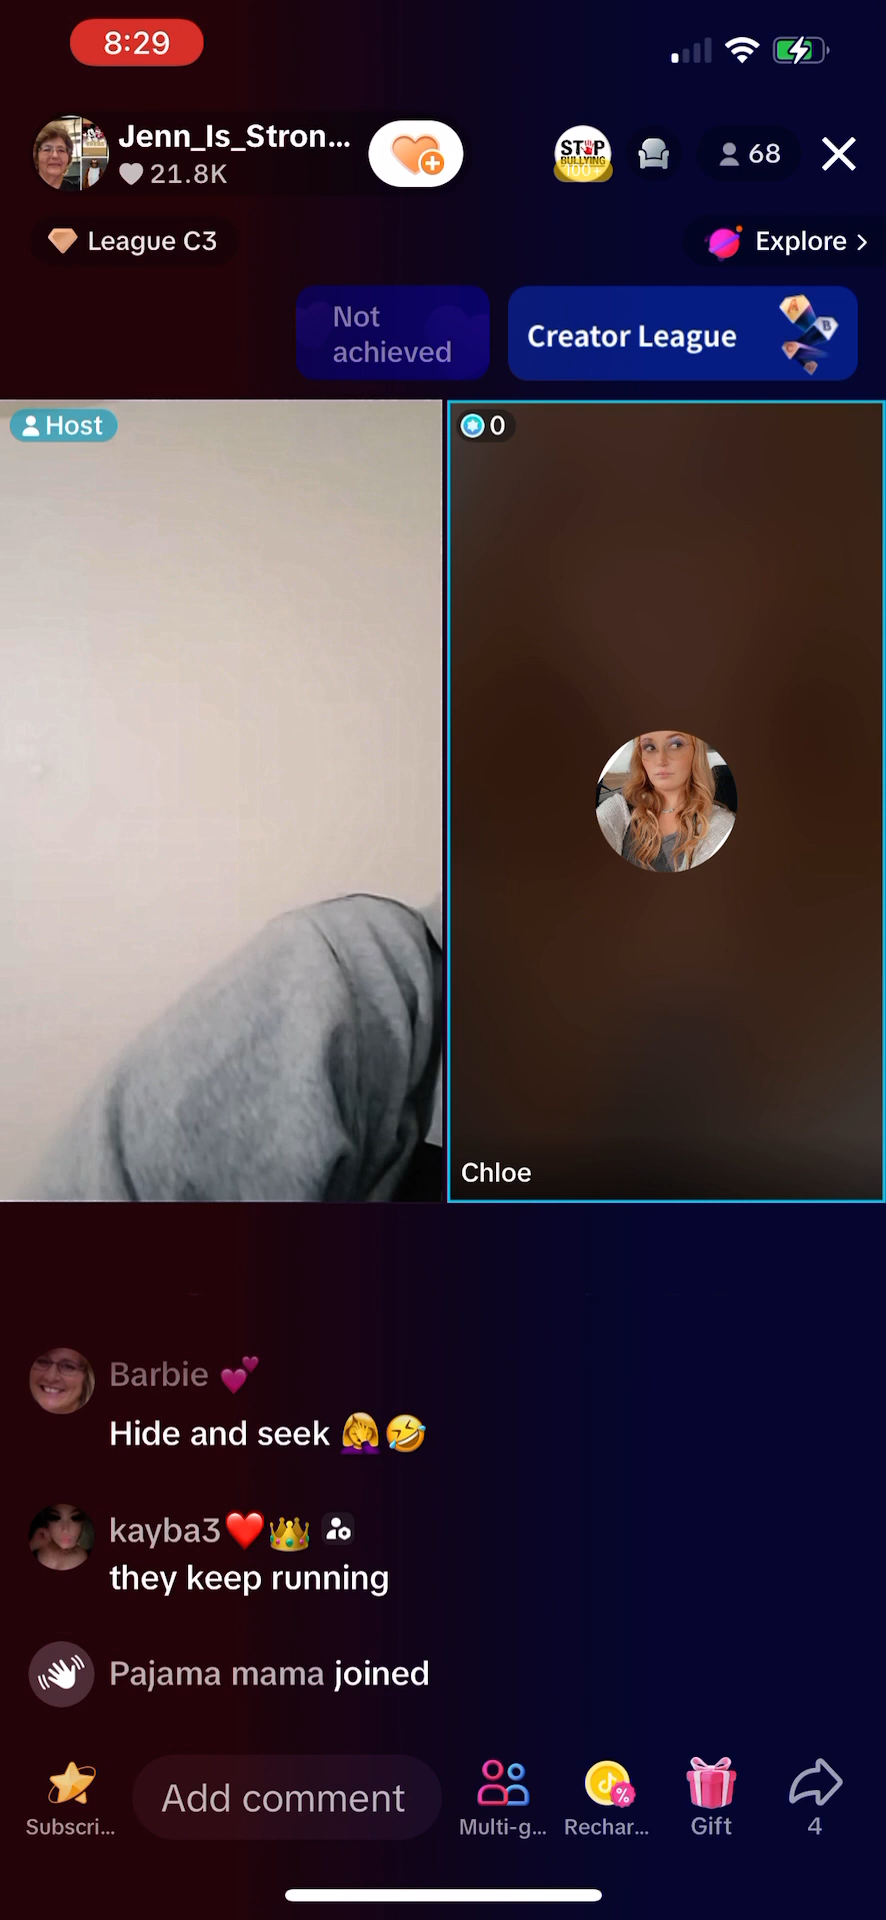 8:29
Jenn_Is_Stron...
21.8K
STOP
BULLYING
100+
68
League C3
Explore >
Not
achieved
Creator League
Host
0
Chloe
Barbie 💕
Hide and seek 🤦‍♀️🤣
kayba3❤️👑
they keep running
Pajama mama joined
Add comment
Subscri...
Multi-g...
Rechar...
Gift
4